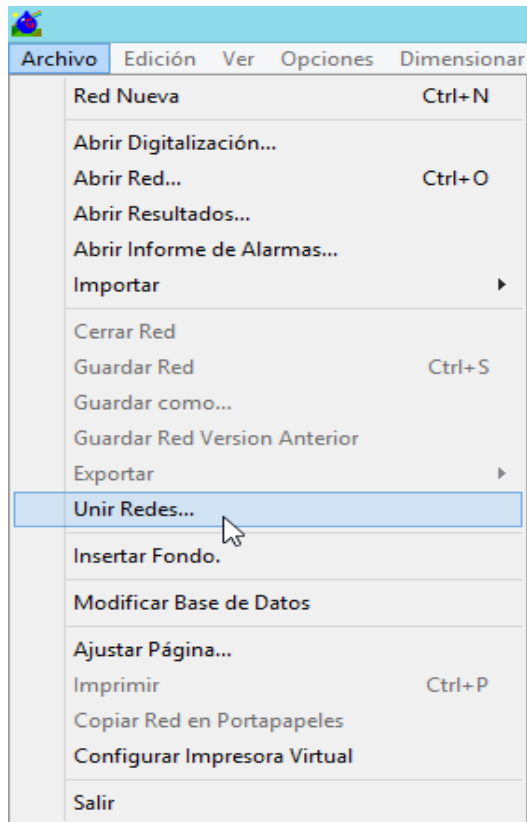 Archivo Edición Ver Opciones Dimensionar
Red Nueva Ctrl+N
Abrir Digitalización...
Abrir Red... Ctrl+O
Abrir Resultados...
Abrir Informe de Alarmas...
Importar
Cerrar Red
Guardar Red Ctrl+S
Guardar como...
Guardar Red Version Anterior
Exportar
Unir Redes...
Insertar Fondo.
Modificar Base de Datos
Ajustar Página...
Imprimir Ctrl+P
Copiar Red en Portapapeles
Configurar Impresora Virtual
Salir